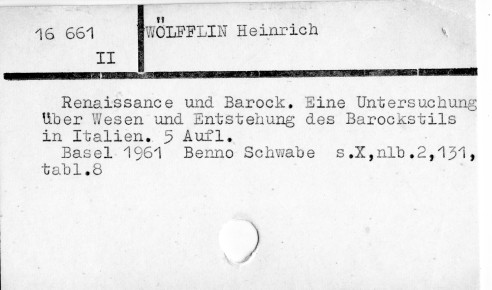 16 661
WÖLFFLIN Heinrich
II
Renaissance und Barock. Eine Untersuchung
über Wesen und Entstehung des Barockstils
in Italien. 5 Aufl.
Basel 1961 Benno Schwabe s.X,nlb.2,131,
tabl.8